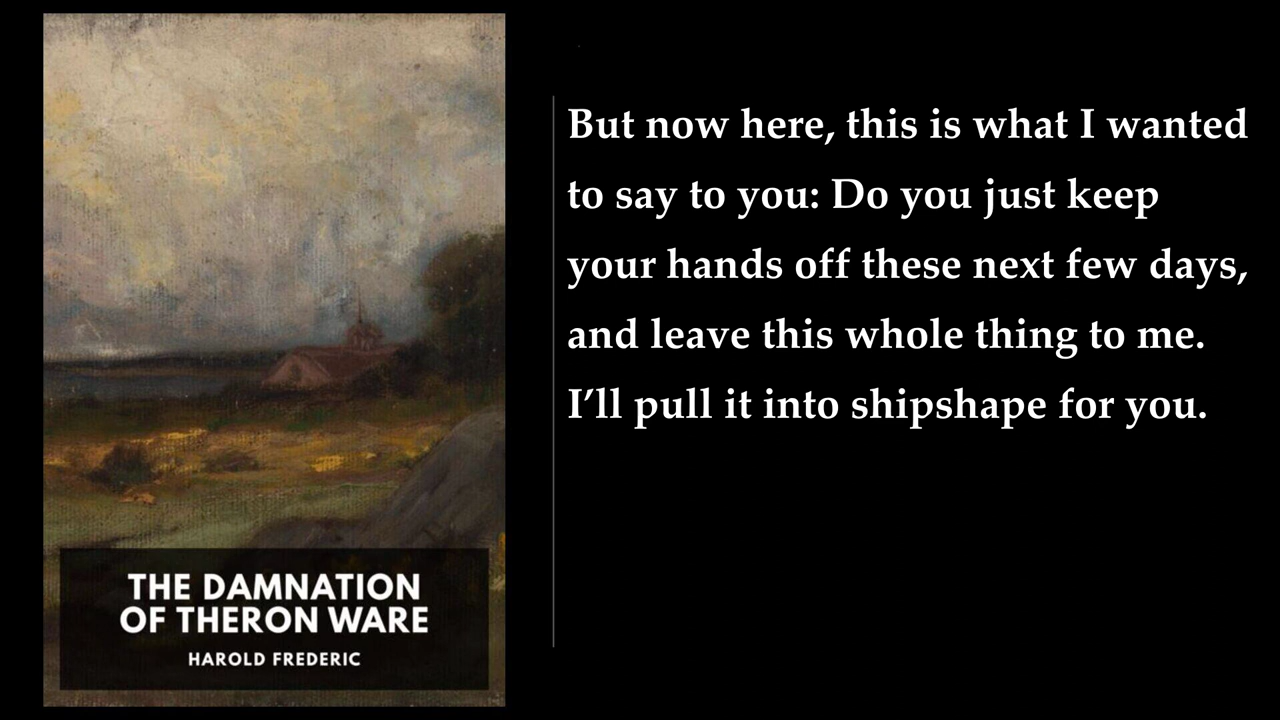 THE DAMNATION
OF THERON WARE
HAROLD FREDERIC
But now here, this is what I wanted
to say to you: Do you just keep
your hands off these next few days,
and leave this whole thing to me.
I’ll pull it into shipshape for you.